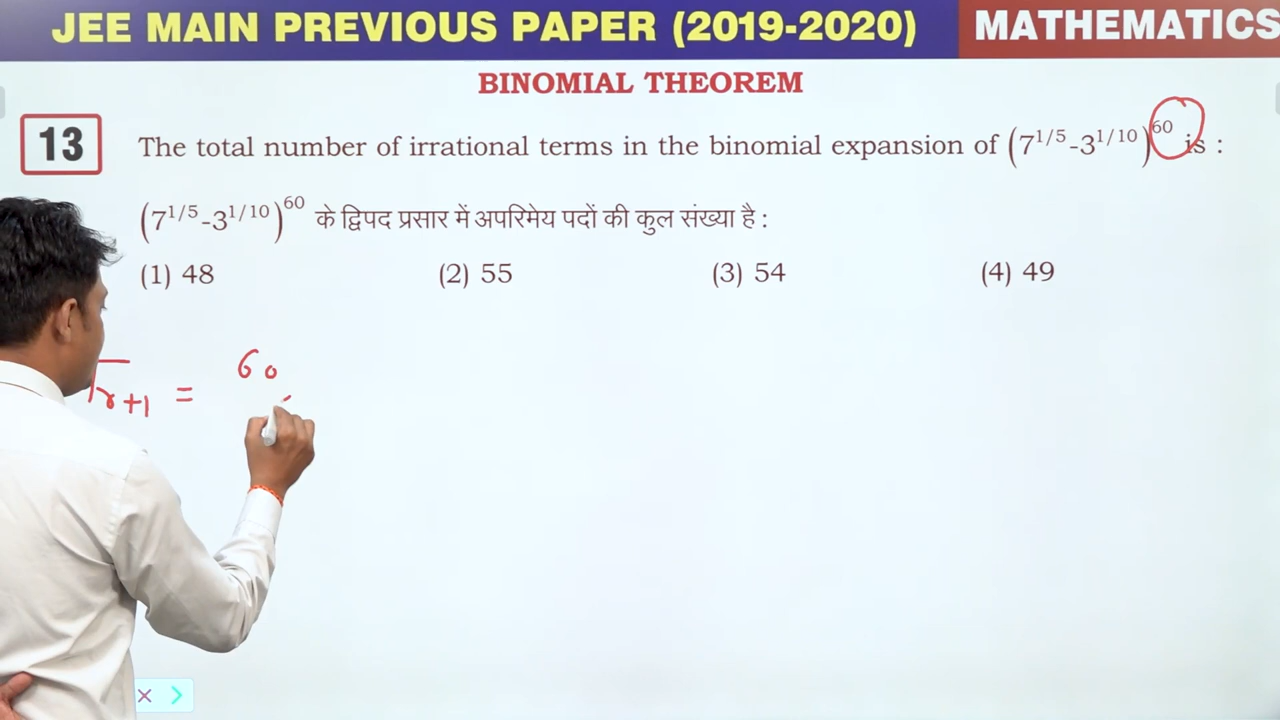 JEE MAIN PREVIOUS PAPER (2019-2020) MATHEMATICS
BINOMIAL THEOREM
13 The total number of irrational terms in the binomial expansion of (7^{1/5}-3^{1/10})^{60} is :
(7^{1/5}-3^{1/10})^{60} के द्विपद प्रसार में अपरिमेय पदों की कुल संख्या है :
(1) 48 (2) 55 (3) 54 (4) 49
T_{r+1} = 60